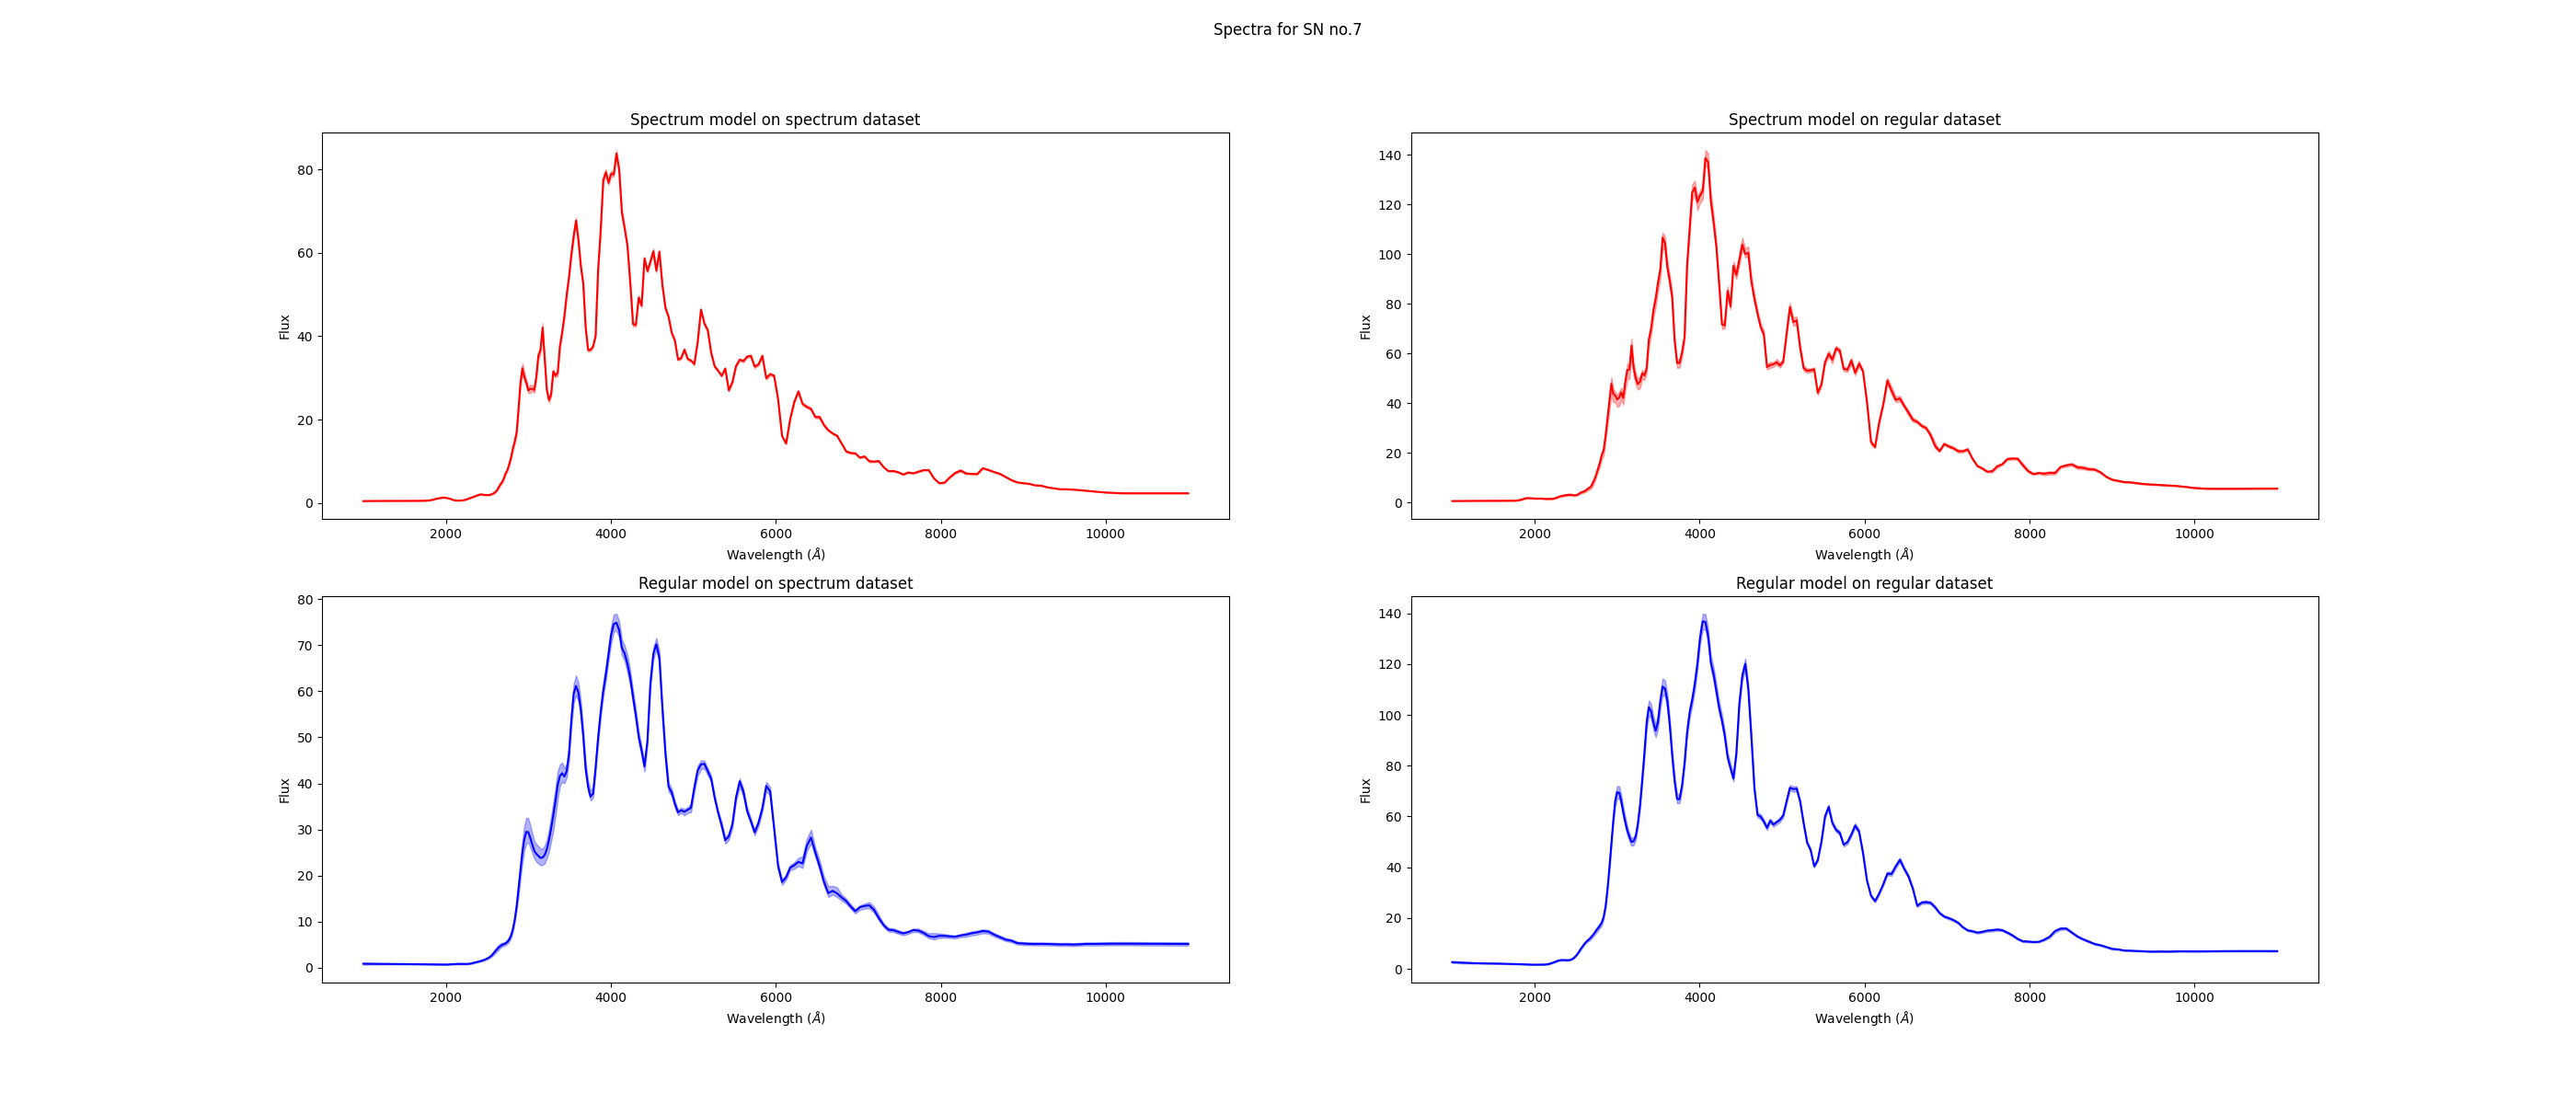 Spectra for SN no.7
Spectrum model on spectrum dataset
80
60
40
20
0
Flux
2000 4000 6000 8000 10000
Wavelength (Å)
Spectrum model on regular dataset
140
120
100
80
60
40
20
0
Flux
2000 4000 6000 8000 10000
Wavelength (Å)
Regular model on spectrum dataset
80
70
60
50
40
30
20
10
0
Flux
2000 4000 6000 8000 10000
Wavelength (Å)
Regular model on regular dataset
140
120
100
80
60
40
20
0
Flux
2000 4000 6000 8000 10000
Wavelength (Å)